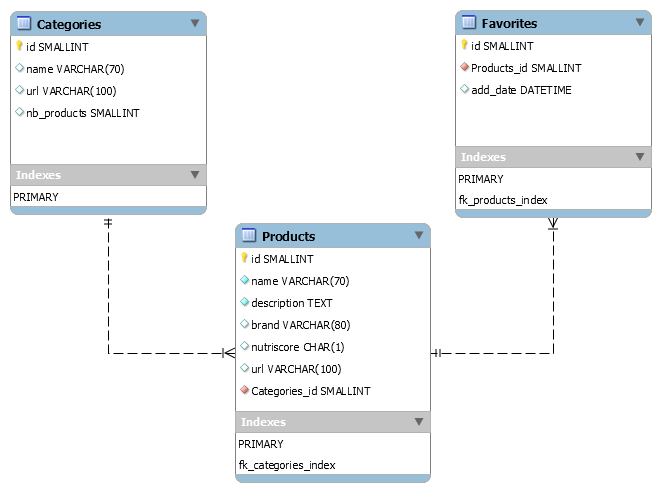 Categories
id SMALLINT
name VARCHAR(70)
url VARCHAR(100)
nb_products SMALLINT
Indexes
PRIMARY
Favorites
id SMALLINT
Products_id SMALLINT
add_date DATETIME
Indexes
PRIMARY
fk_products_index
Products
id SMALLINT
name VARCHAR(70)
description TEXT
brand VARCHAR(80)
nutriscore CHAR(1)
url VARCHAR(100)
Categories_id SMALLINT
Indexes
PRIMARY
fk_categories_index